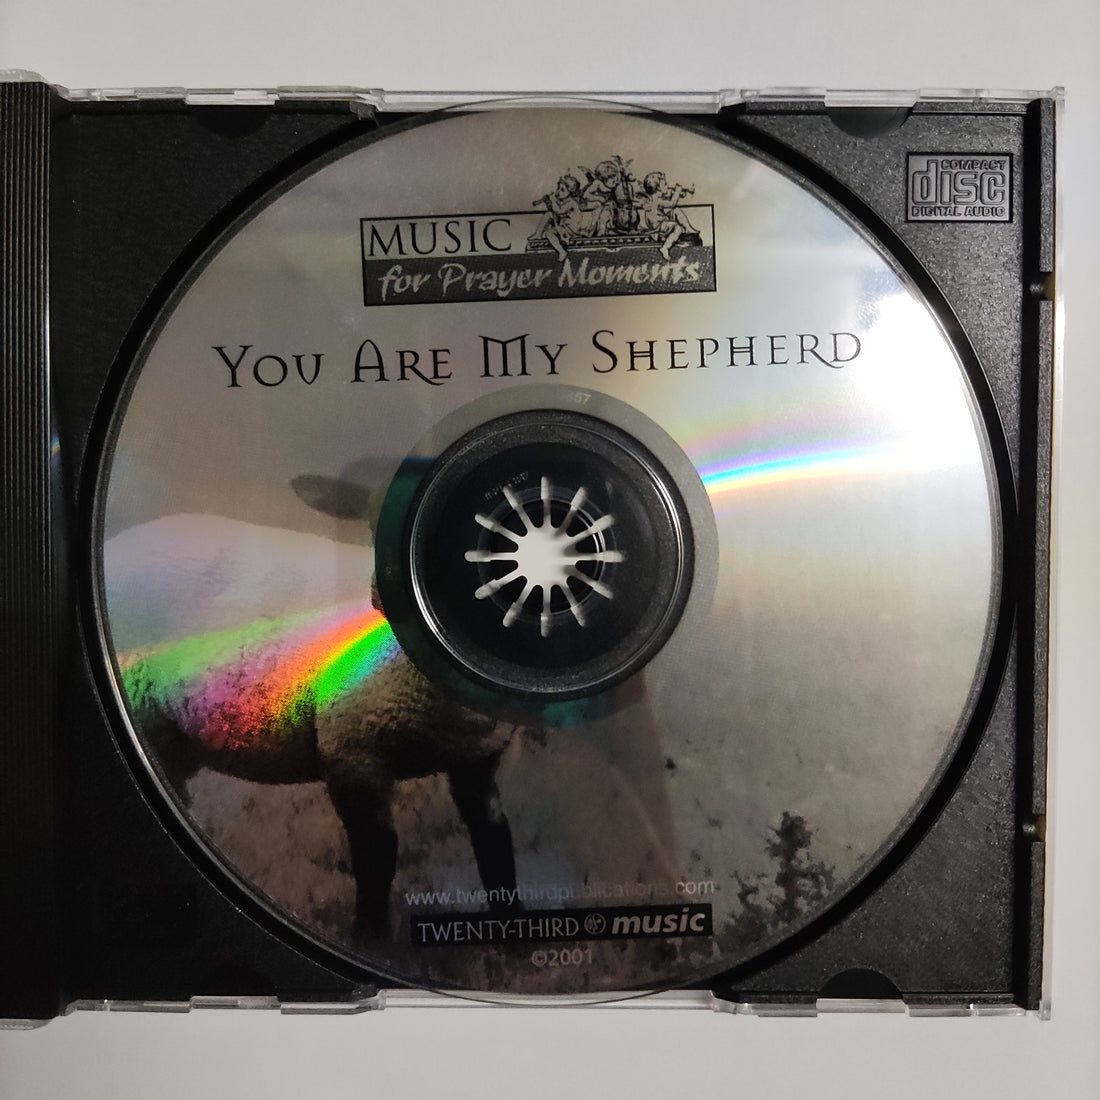 MUSIC
for Prayer Moments
YOU ARE MY SHEPHERD
COMPACT
disc
DIGITAL AUDIO
www.twentythirdpublications.com
TWENTY-THIRD music
©2001